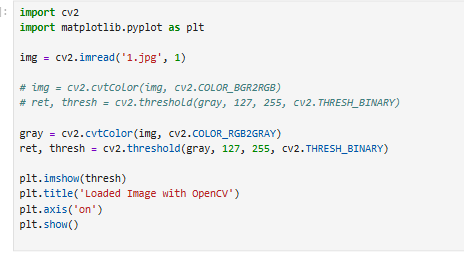 ]:
import cv2
import matplotlib.pyplot as plt
img = cv2.imread('1.jpg', 1)
# img = cv2.cvtColor(img, cv2.COLOR_BGR2RGB)
# ret, thresh = cv2.threshold(gray, 127, 255, cv2.THRESH_BINARY)
gray = cv2.cvtColor(img, cv2.COLOR_RGB2GRAY)
ret, thresh = cv2.threshold(gray, 127, 255, cv2.THRESH_BINARY)
plt.imshow(thresh)
plt.title('Loaded Image with OpenCV')
plt.axis('on')
plt.show()